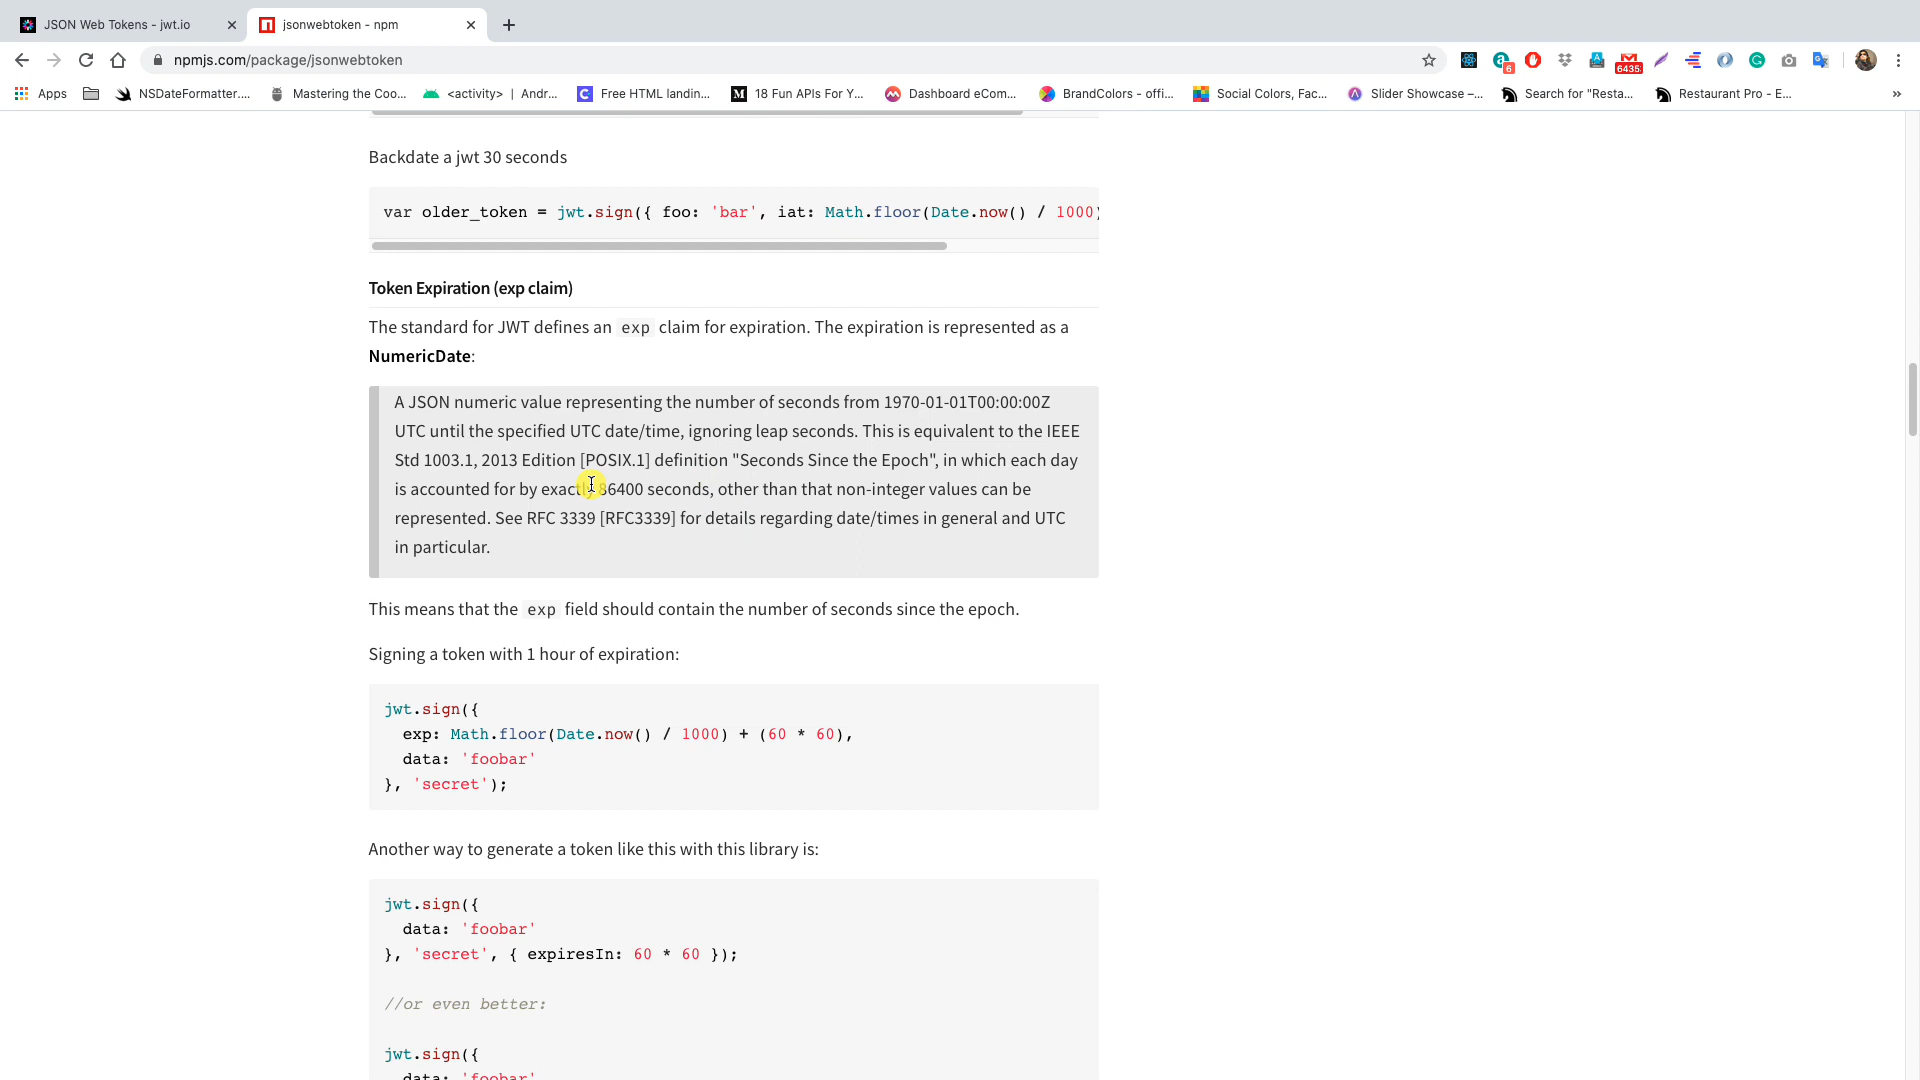 JSON Web Tokens - jwt.io
jsonwebtoken - npm
npmjs.com/package/jsonwebtoken
6
6435
Apps
NSDateFormatter....
Mastering the Coo...
<activity> | Andr...
Free HTML landin...
18 Fun APIs For Y...
Dashboard eCom...
BrandColors - offi...
Social Colors, Fac...
Slider Showcase –...
Search for "Resta...
Restaurant Pro - E...
Backdate a jwt 30 seconds
var older_token = jwt.sign({ foo: 'bar', iat: Math.floor(Date.now() / 1000)
Token Expiration (exp claim)
The standard for JWT defines an exp claim for expiration. The expiration is represented as a
NumericDate:
A JSON numeric value representing the number of seconds from 1970-01-01T00:00:00Z
UTC until the specified UTC date/time, ignoring leap seconds. This is equivalent to the IEEE
Std 1003.1, 2013 Edition [POSIX.1] definition "Seconds Since the Epoch", in which each day
is accounted for by exactly 86400 seconds, other than that non-integer values can be
represented. See RFC 3339 [RFC3339] for details regarding date/times in general and UTC
in particular.
This means that the exp field should contain the number of seconds since the epoch.
Signing a token with 1 hour of expiration:
jwt.sign({
  exp: Math.floor(Date.now() / 1000) + (60 * 60),
  data: 'foobar'
}, 'secret');
Another way to generate a token like this with this library is:
jwt.sign({
  data: 'foobar'
}, 'secret', { expiresIn: 60 * 60 });
//or even better:
jwt.sign({
  data: 'foobar'